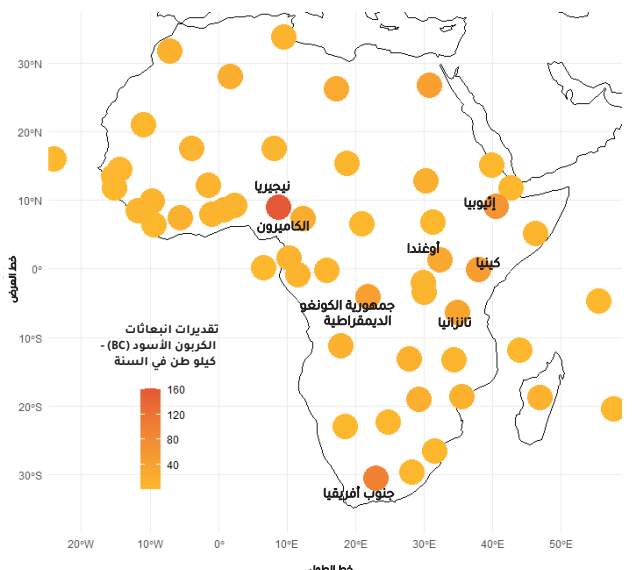 30°N
20°N
10°N
0°
10°S
20°S
30°S
خط العرض
نيجيريا
الكاميرون
إثيوبيا
أوغندا
كينيا
جمهورية الكونغو
الديمقراطية
تانزانيا
جنوب أفريقيا
تقديرات انبعاثات
الكربون الأسود (BC) -
كيلو طن في السنة
160
120
80
40
20°W
10°W
0°
10°E
20°E
30°E
40°E
50°E
خط الطول